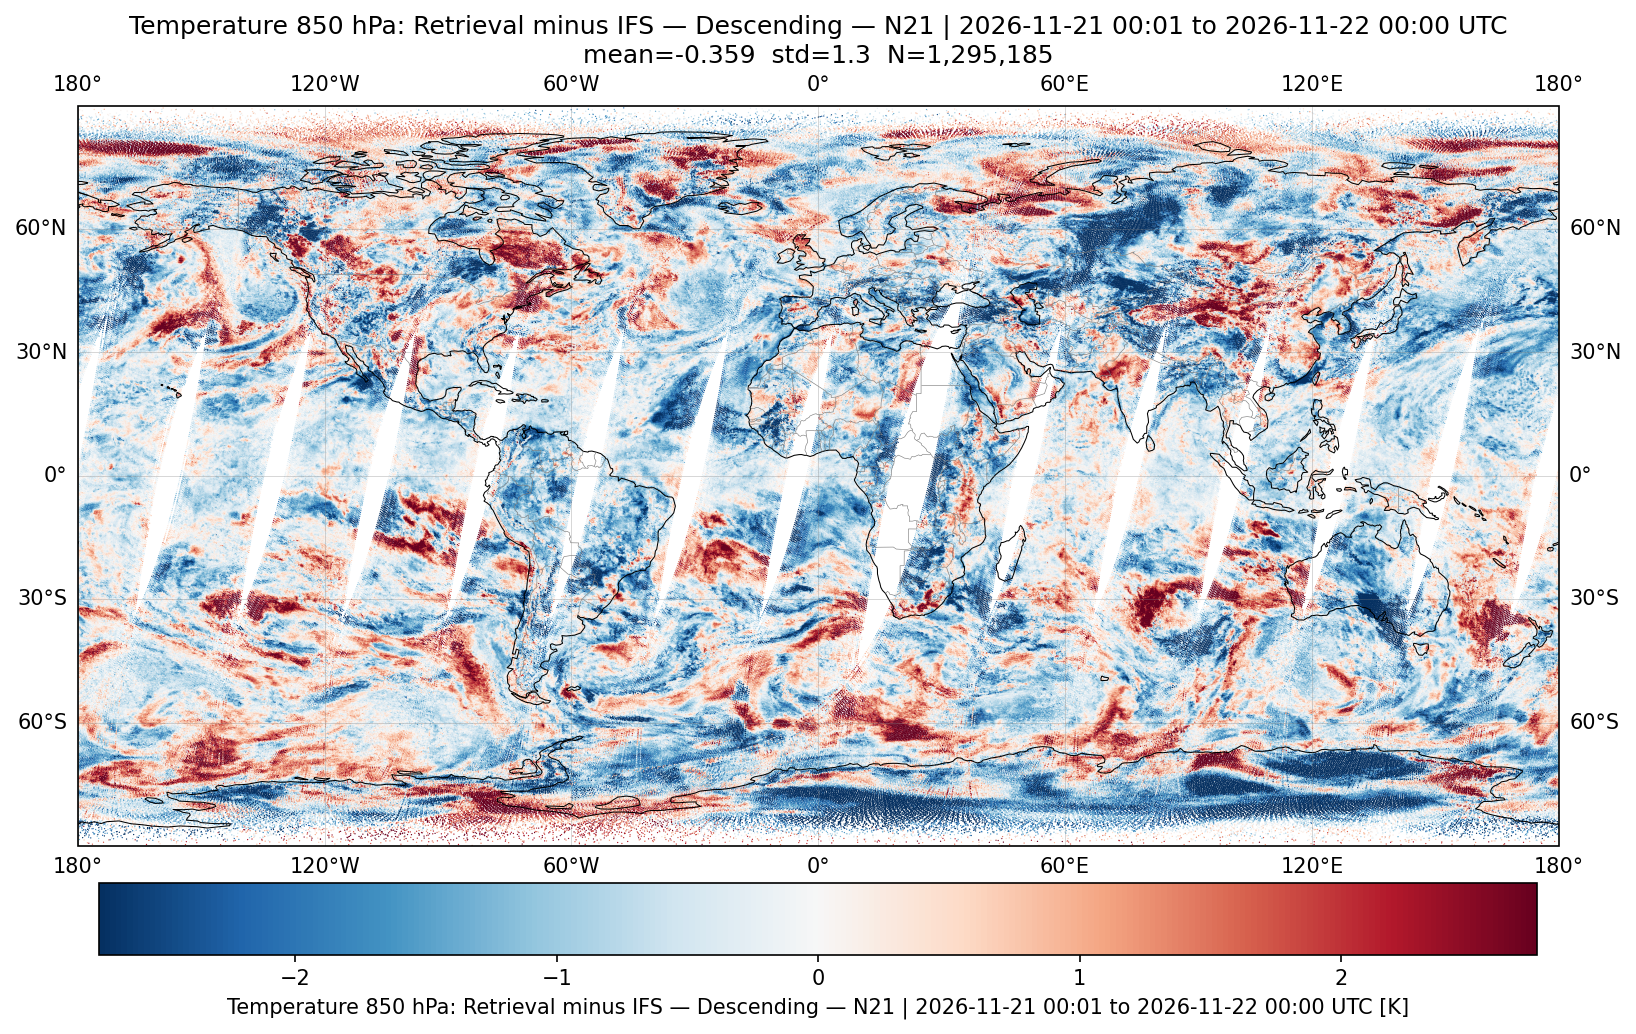 Temperature 850 hPa: Retrieval minus IFS — Descending — N21 | 2026-11-21 00:01 to 2026-11-22 00:00 UTC
mean=-0.359 std=1.3 N=1,295,185
180° 120°W 60°W 0° 60°E 120°E 180°
60°N 60°N
30°N 30°N
0° 0°
30°S 30°S
60°S 60°S
180° 120°W 60°W 0° 60°E 120°E 180°
−2 −1 0 1 2
Temperature 850 hPa: Retrieval minus IFS — Descending — N21 | 2026-11-21 00:01 to 2026-11-22 00:00 UTC [K]